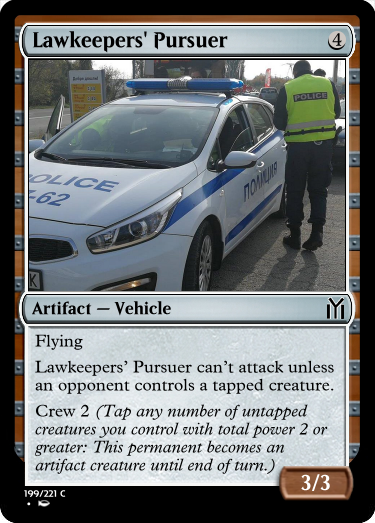 Lawkeepers' Pursuer 4
POLICE
POLICE
ПОЛИЦИЯ
-62
K
Artifact — Vehicle
Flying
Lawkeepers' Pursuer can't attack unless
an opponent controls a tapped creature.
Crew 2 (Tap any number of untapped
creatures you control with total power 2 or
greater: This permanent becomes an
artifact creature until end of turn.)
3/3
199/221 C